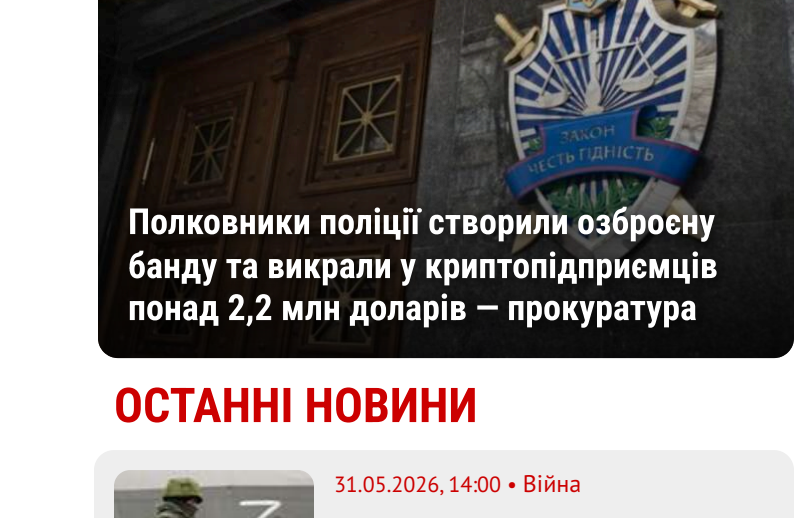 ЗАКОН
ЧЕСТЬ ГІДНІСТЬ
Полковники поліції створили озброєну
банду та викрали у криптопідприємців
понад 2,2 млн доларів — прокуратура
ОСТАННІ НОВИНИ
31.05.2026, 14:00 • Війна
Z